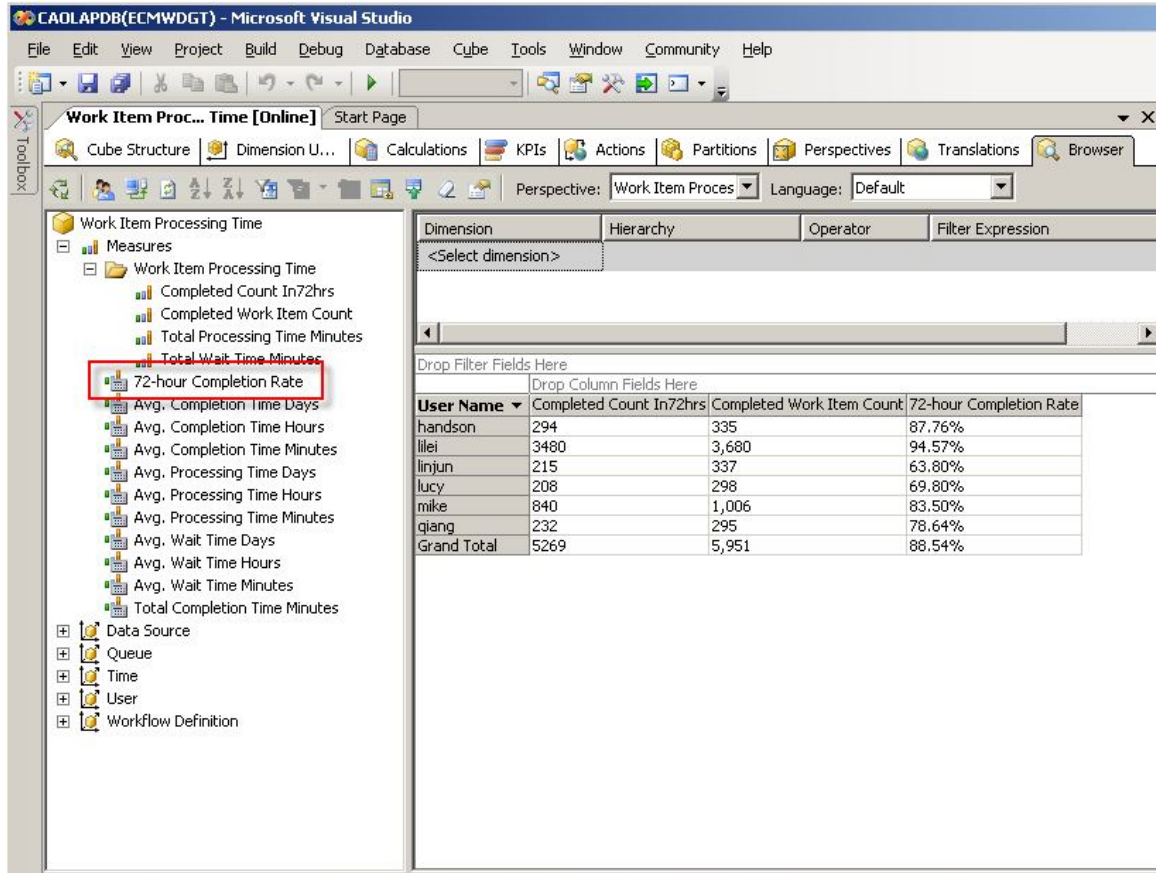 CAOLAPDB(ECMWDGT) - Microsoft Visual Studio
File Edit View Project Build Debug Database Cube Tools Window Community Help
Toolbox
Work Item Proc... Time [Online] Start Page
Cube Structure Dimension U... Calculations KPIs Actions Partitions Perspectives Translations Browser
Perspective: Work Item Proces Language: Default
Work Item Processing Time
Measures
Work Item Processing Time
Completed Count In72hrs
Completed Work Item Count
Total Processing Time Minutes
Total Wait Time Minutes
72-hour Completion Rate
Avg. Completion Time Days
Avg. Completion Time Hours
Avg. Completion Time Minutes
Avg. Processing Time Days
Avg. Processing Time Hours
Avg. Processing Time Minutes
Avg. Wait Time Days
Avg. Wait Time Hours
Avg. Wait Time Minutes
Total Completion Time Minutes
Data Source
Queue
Time
User
Workflow Definition
Dimension Hierarchy Operator Filter Expression
<Select dimension>
Drop Filter Fields Here
Drop Column Fields Here
User Name Completed Count In72hrs Completed Work Item Count 72-hour Completion Rate
handson 294 335 87.76%
lilei 3480 3,680 94.57%
linjun 215 337 63.80%
lucy 208 298 69.80%
mike 840 1,006 83.50%
qiang 232 295 78.64%
Grand Total 5269 5,951 88.54%